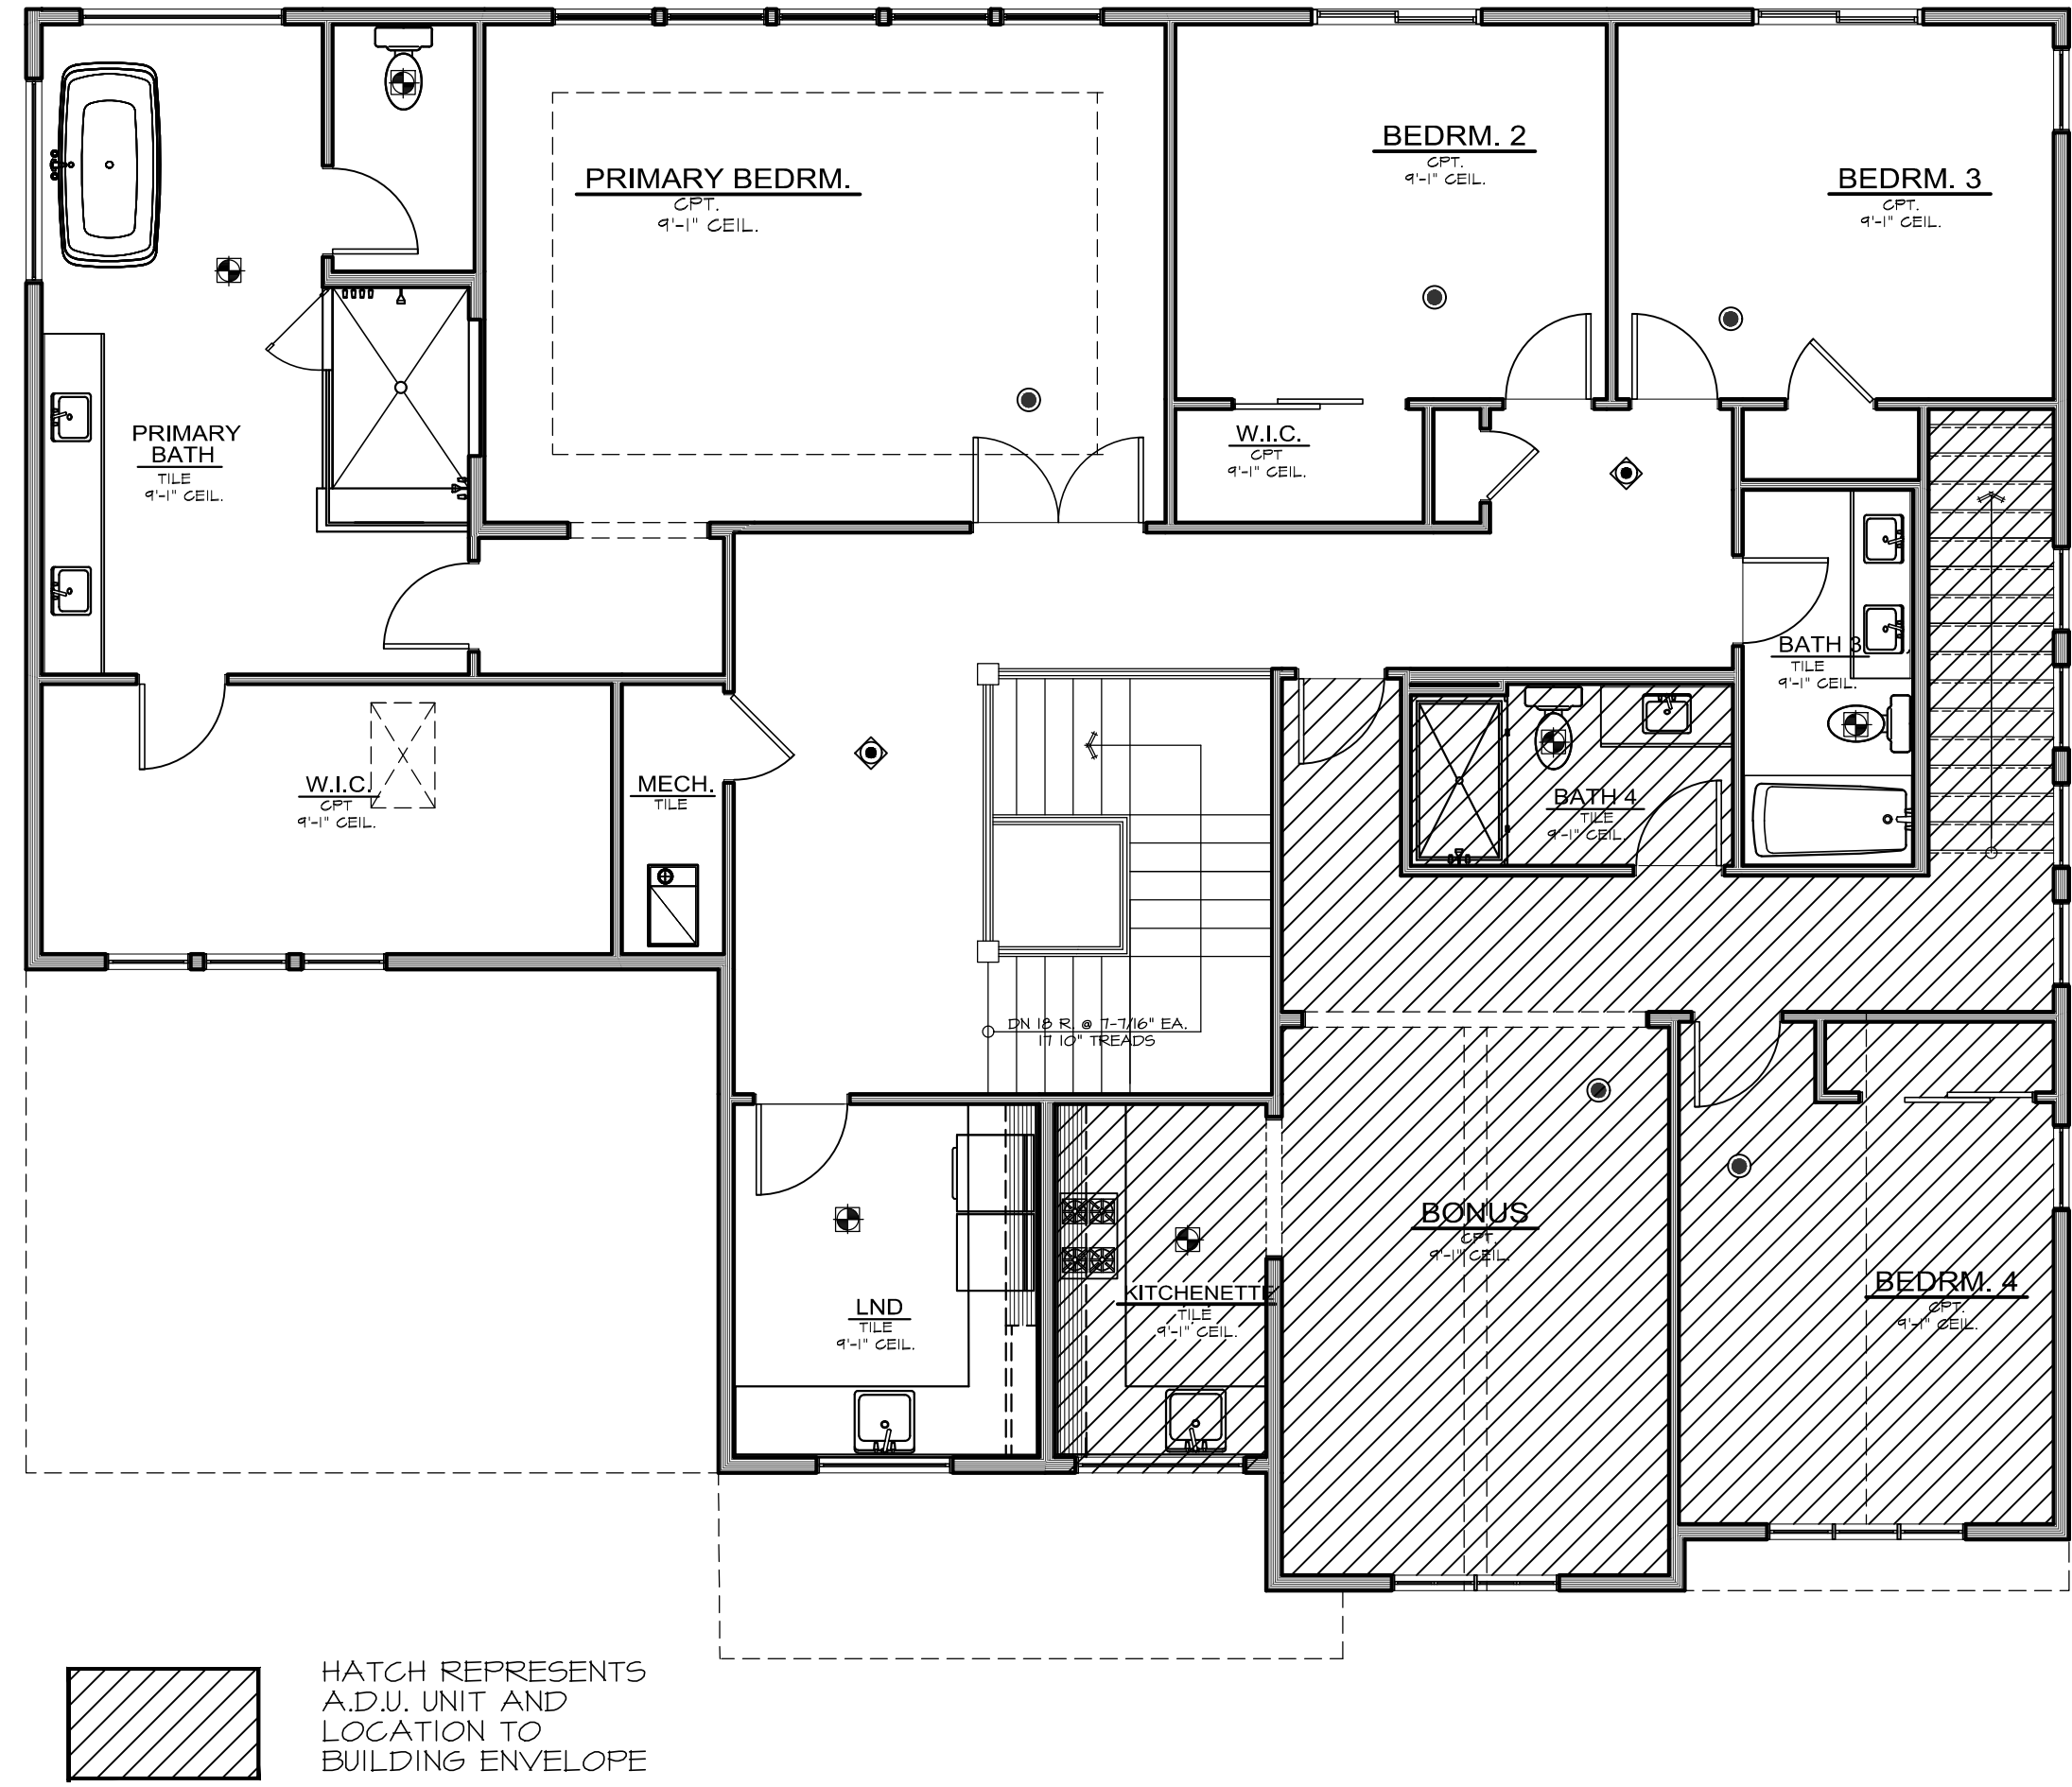 BEDRM. 2
CPT.
9'-1" CEIL.
PRIMARY BEDRM.
CPT.
9'-1" CEIL.
BEDRM. 3
CPT.
9'-1" CEIL.
PRIMARY
BATH
TILE
9'-1" CEIL.
W.I.C.
CPT
9'-1" CEIL.
BATH 3
TILE
9'-1" CEIL.
W.I.C.
CPT
9'-1" CEIL.
MECH.
TILE
BATH 4
TILE
9'-1" CEIL.
DN 18 R. @ 7-7/16" EA.
17 10" TREADS
BONUS
CPT.
9'-1" CEIL.
LND
TILE
9'-1" CEIL.
KITCHENETTE
TILE
9'-1" CEIL.
BEDRM. 4
CPT.
9'-1" CEIL.
HATCH REPRESENTS
A.D.U. UNIT AND
LOCATION TO
BUILDING ENVELOPE